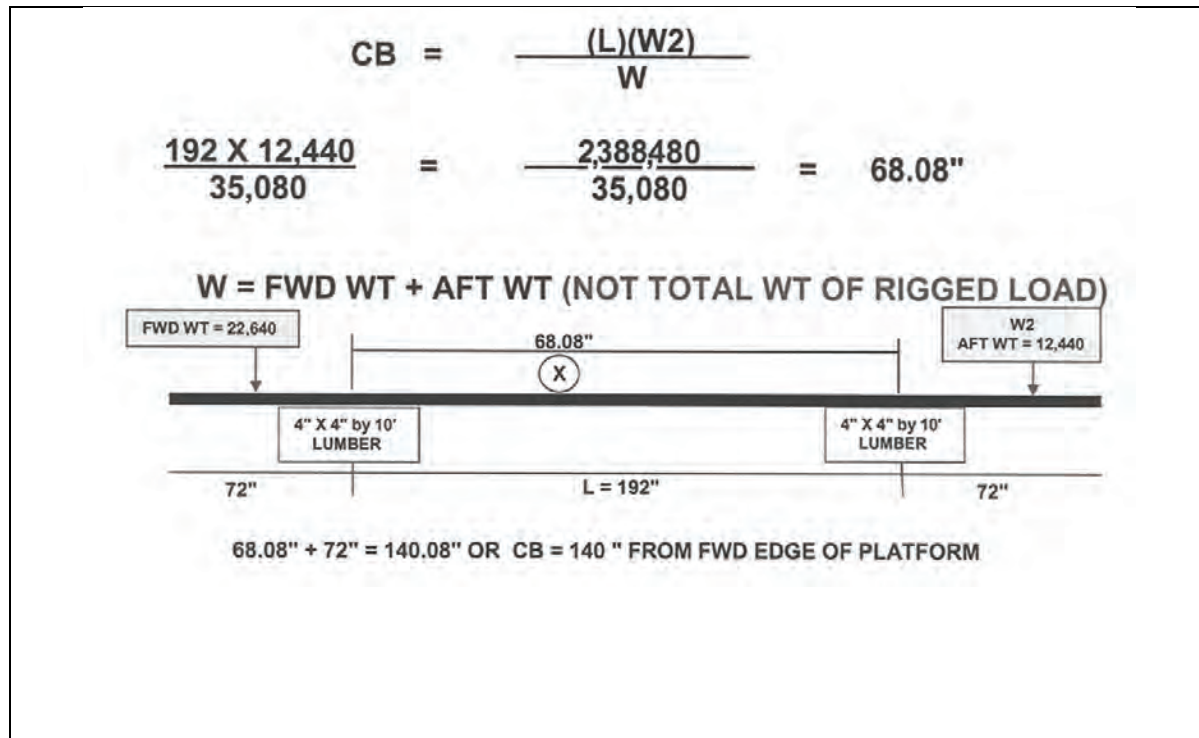 CB = (L)(W2)
W
192 X 12,440 = 2,388,480 = 68.08"
35,080 35,080
W = FWD WT + AFT WT (NOT TOTAL WT OF RIGGED LOAD)
FWD WT = 22,640
68.08"
W2
AFT WT = 12,440
X
4" X 4" by 10'
LUMBER
4" X 4" by 10'
LUMBER
72"
L = 192"
72"
68.08" + 72" = 140.08" OR CB = 140 " FROM FWD EDGE OF PLATFORM